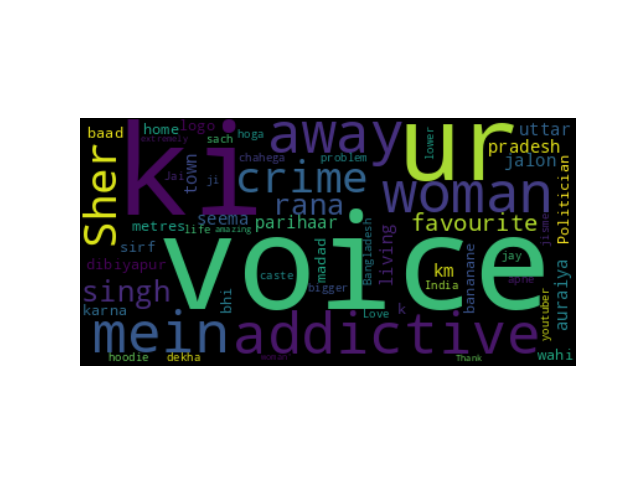 baad
home
logo
extremely
sach
hoga
ki
away
ur
lower
uttar
pradesh
jalon
Sher
town
Jai
ji
chahega
problem
crime
rana
woman
Politician
metres
seema
life
amazing
parihaar
favourite
jisme
sirf
dibiyapur
voice
madad
Bangladesh
living
km
India
bananane
jay
apne
auraiya
singh
karna
bhi
caste
bigger
Love
k
youtuber
mein
addictive
hoodie
dekha
woman
Thank
wahi